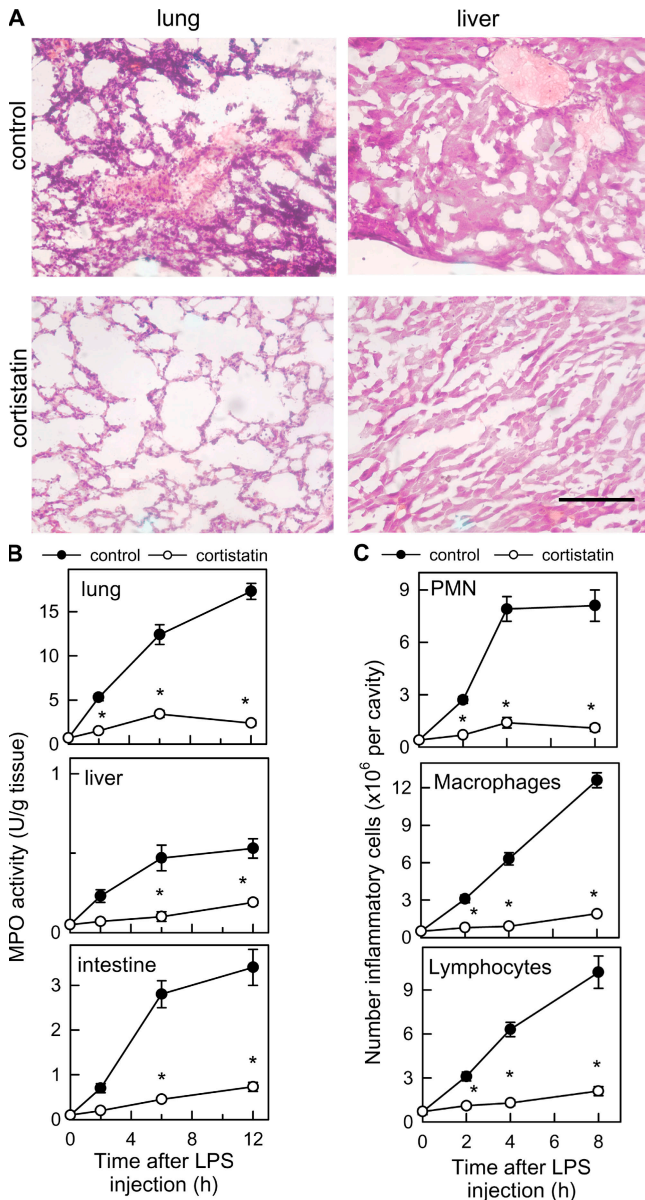 A
lung
liver
control
cortistatin
B
control
cortistatin
MPO activity (U/g tissue)
lung
15
10
5
0
*
*
*
liver
1
0
*
*
intestine
3
2
1
0
*
*
0
4
8
12
Time after LPS
injection (h)
C
control
cortistatin
Number inflammatory cells (x10⁶ per cavity)
PMN
9
6
3
0
*
*
*
Macrophages
12
9
6
3
0
*
*
*
Lymphocytes
9
6
3
0
*
*
*
0
2
4
6
8
Time after LPS
injection (h)